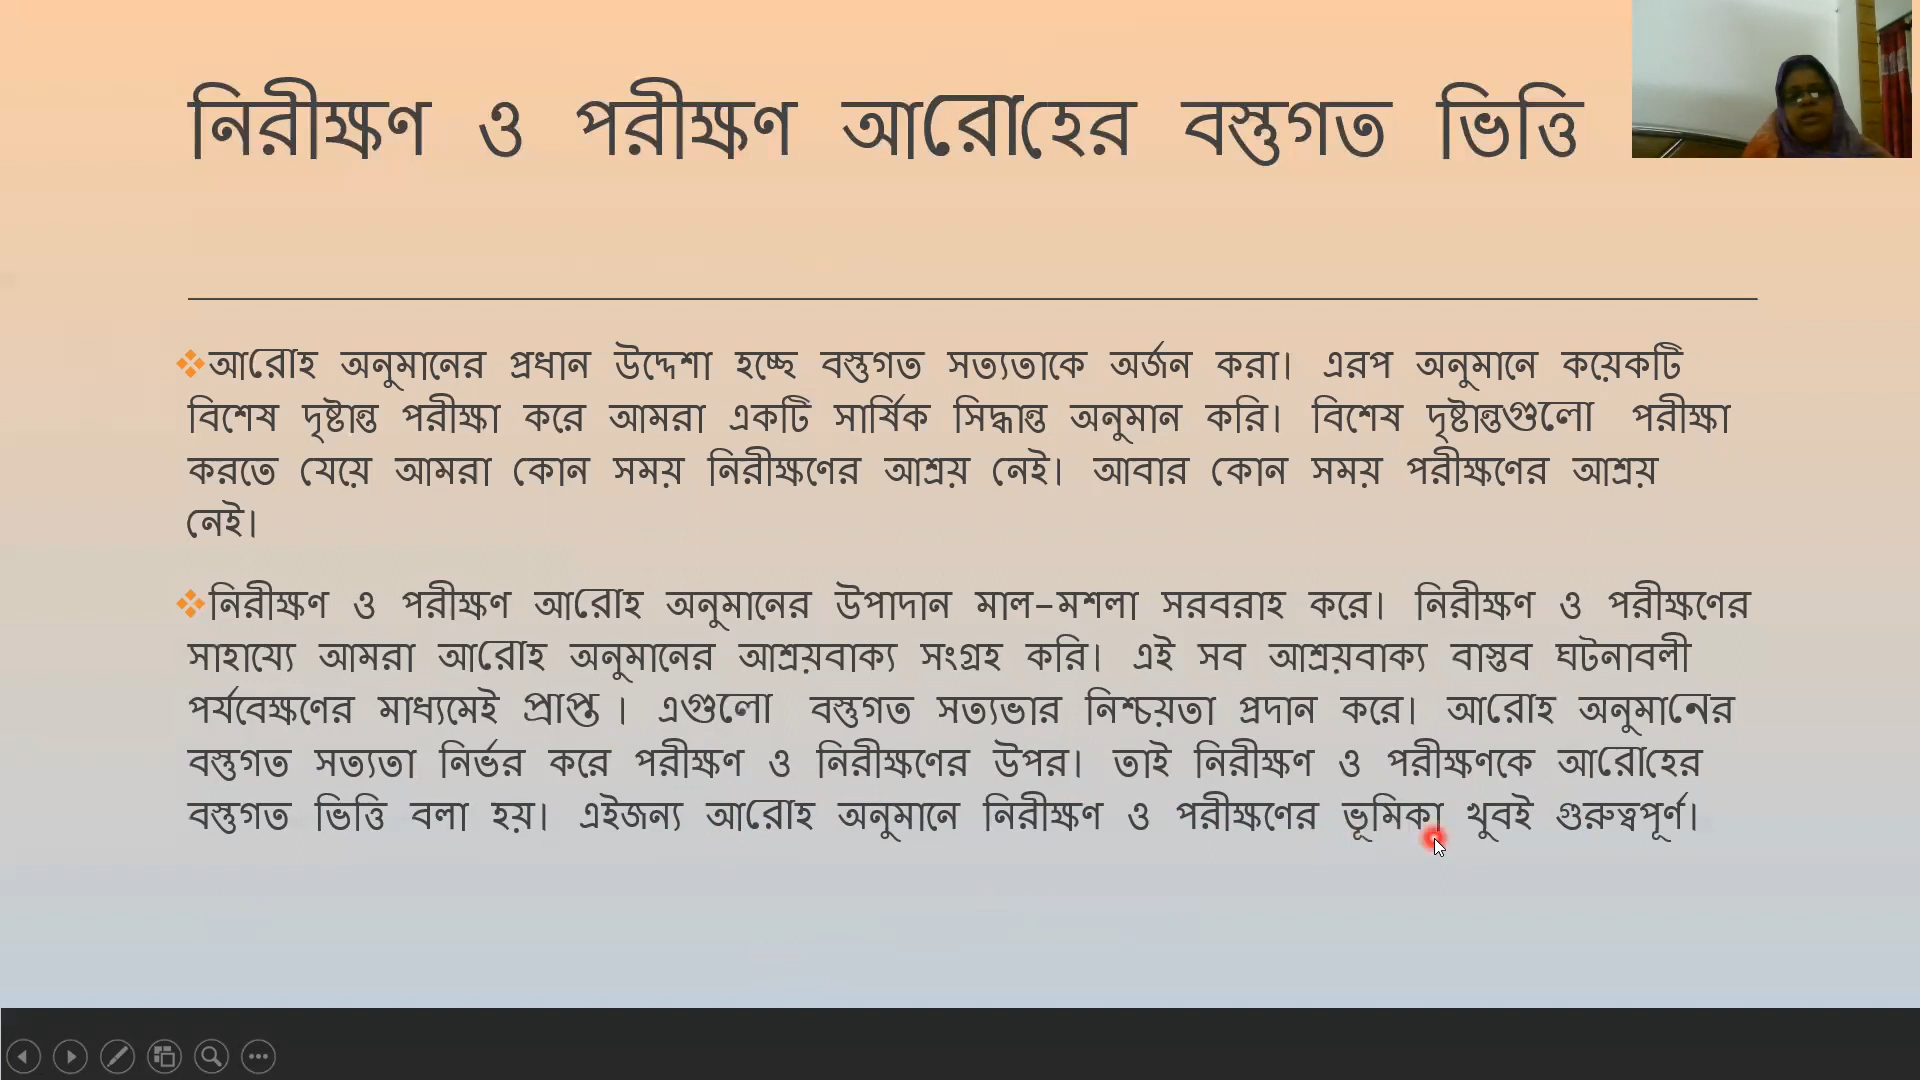 নিরীক্ষণ ও পরীক্ষণ আরোহের বস্তুগত ভিত্তি
আরোহ অনুমানের প্রধান উদ্দেশা হচ্ছে বস্তুগত সত্যতাকে অর্জন করা। এরপ অনুমানে কয়েকটি
বিশেষ দৃষ্টান্ত পরীক্ষা করে আমরা একটি সার্ষিক সিদ্ধান্ত অনুমান করি। বিশেষ দৃষ্টান্তগুলো পরীক্ষা
করতে যেয়ে আমরা কোন সময় নিরীক্ষণের আশ্রয় নেই। আবার কোন সময় পরীক্ষণের আশ্রয়
নেই।
নিরীক্ষণ ও পরীক্ষণ আরোহ অনুমানের উপাদান মাল-মশলা সরবরাহ করে। নিরীক্ষণ ও পরীক্ষণের
সাহায্যে আমরা আরোহ অনুমানের আশ্রয়বাক্য সংগ্রহ করি। এই সব আশ্রয়বাক্য বাস্তব ঘটনাবলী
পর্যবেক্ষণের মাধ্যমেই প্রাপ্ত । এগুলো বস্তুগত সত্যভার নিশ্চয়তা প্রদান করে। আরোহ অনুমানের
বস্তুগত সত্যতা নির্ভর করে পরীক্ষণ ও নিরীক্ষণের উপর। তাই নিরীক্ষণ ও পরীক্ষণকে আরোহের
বস্তুগত ভিত্তি বলা হয়। এইজন্য আরোহ অনুমানে নিরীক্ষণ ও পরীক্ষণের ভূমিকা খুবই গুরুত্বপূর্ণ।